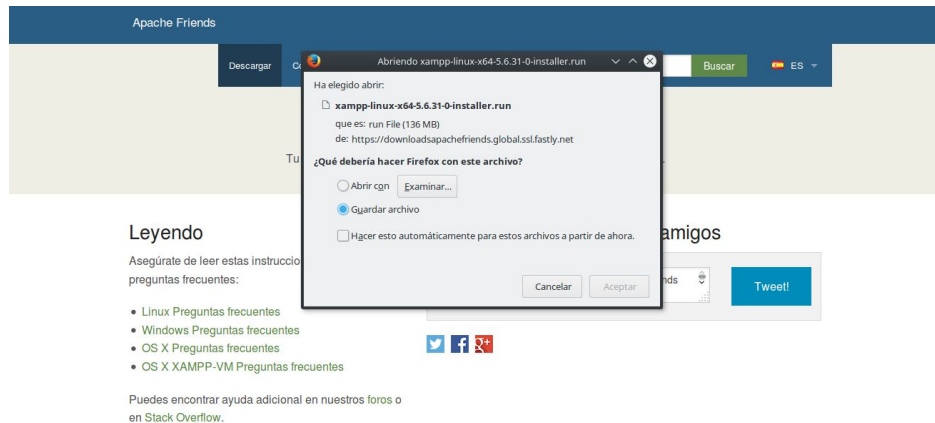 Apache Friends
Descargar
Buscar
ES
Abriendo xampp-linux-x64-5.6.31-0-installer.run
Ha elegido abrir:
xampp-linux-x64-5.6.31-0-installer.run
que es: run File (136 MB)
de: https://downloadsapachefriends.global.ssl.fastly.net
Tu
¿Qué debería hacer Firefox con este archivo?
Abrir con
Examinar...
Guardar archivo
Hacer esto automáticamente para estos archivos a partir de ahora.
Cancelar
Aceptar
Leyendo
Asegúrate de leer estas instruccio
preguntas frecuentes:
Linux Preguntas frecuentes
Windows Preguntas frecuentes
OS X Preguntas frecuentes
OS X XAMPP-VM Preguntas frecuentes
Puedes encontrar ayuda adicional en nuestros foros o
en Stack Overflow.
amigos
nds
Tweet!